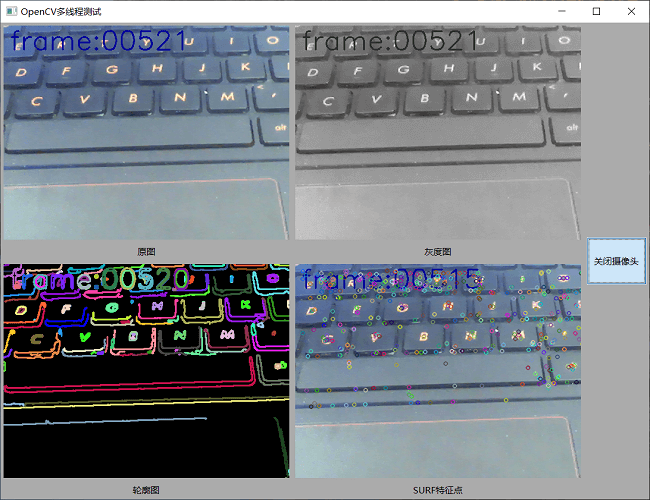 OpenCV多线程测试
frame:00521
Y U I O
D F G H J K
C V B N M < ,
alt
原图
frame:00521
Y U I O
D F G H J K
C V B N M < ,
alt
灰度图
关闭摄像头
frame:00520
D F G H J K
C V B N M
轮廓图
frame:00515
D F G H J K
C V B N M
SURF特征点